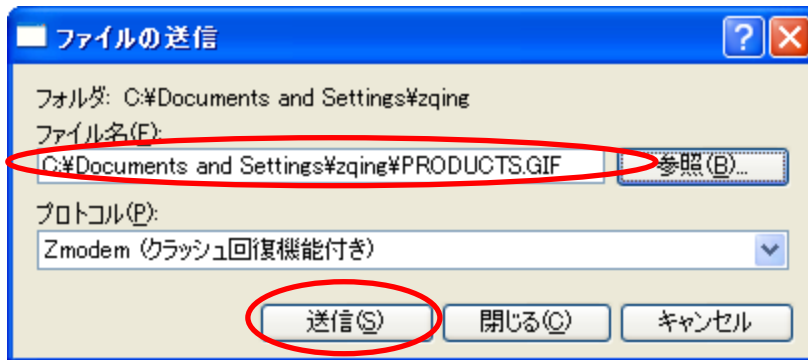 ファイルの送信
フォルダ: C:¥Documents and Settings¥zqing
ファイル名(F):
C:¥Documents and Settings¥zqing¥PRODUCTS.GIF 参照(B)...
プロトコル(P):
Zmodem (クラッシュ回復機能付き)
送信(S) 閉じる(C) キャンセル